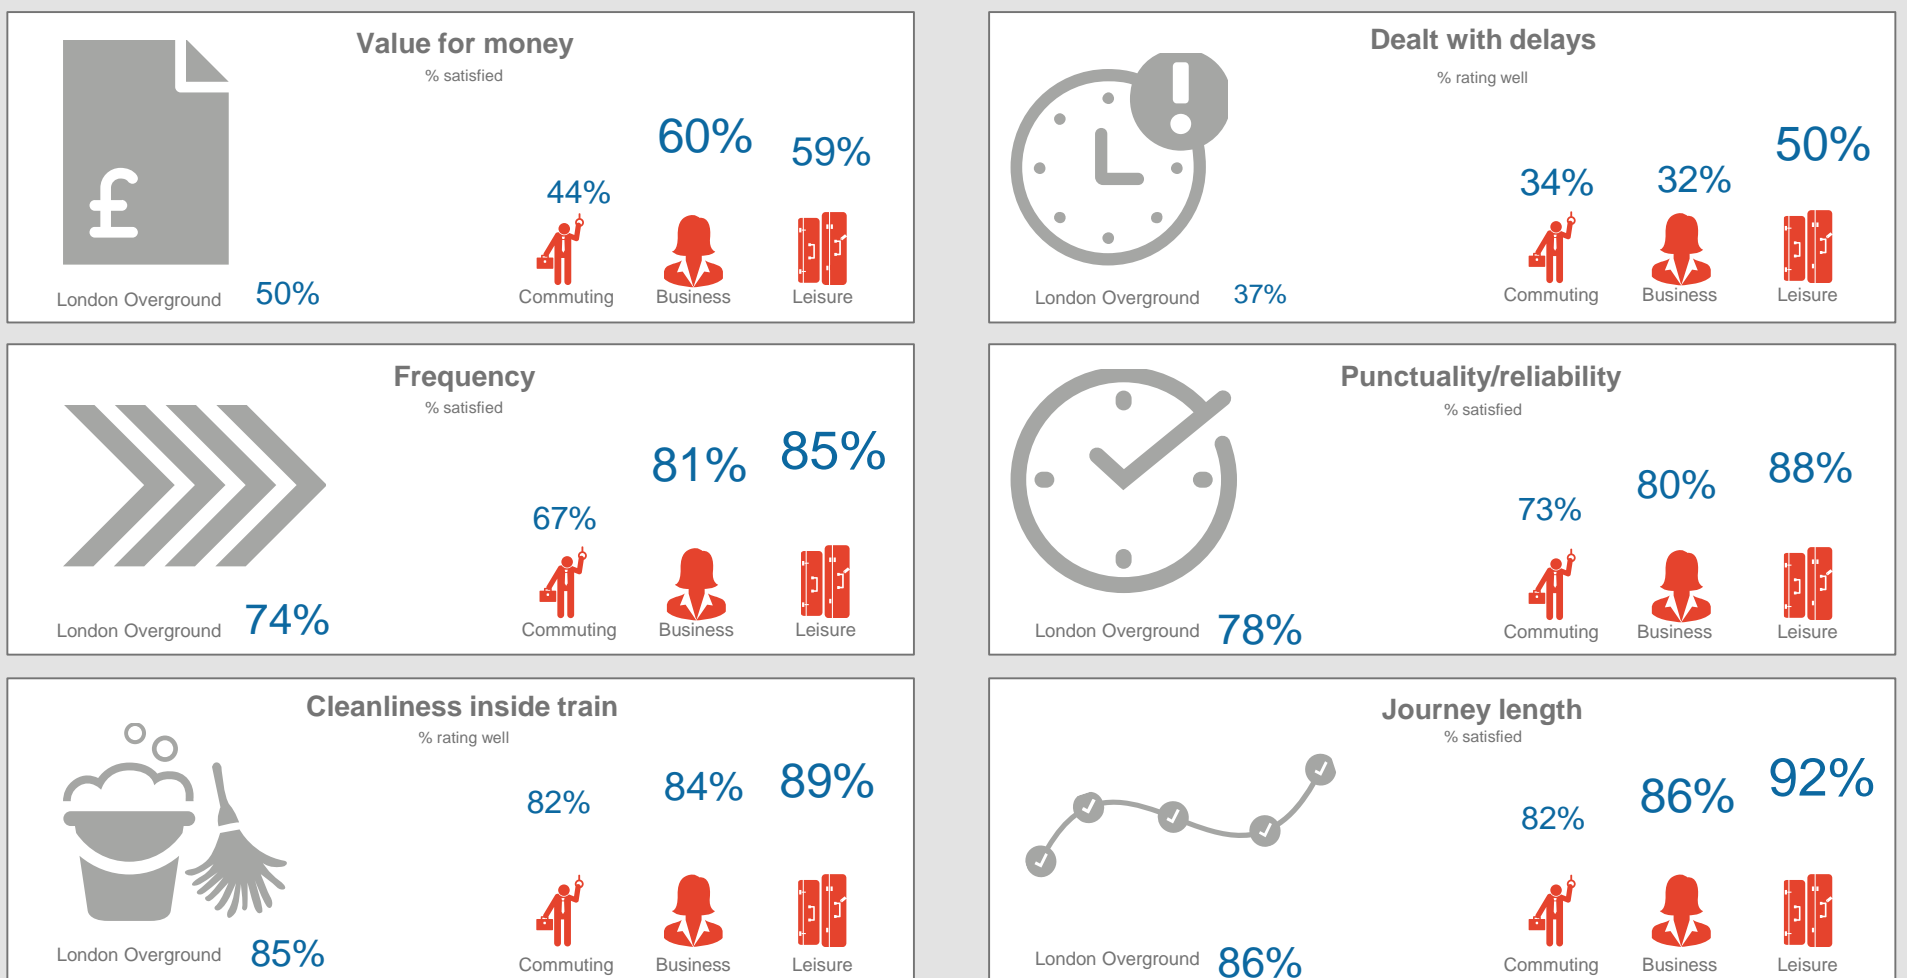 Value for money
% satisfied
60%
59%
44%
£
London Overground 50%
Commuting Business Leisure
Dealt with delays
% rating well
!
50%
34% 32%
London Overground 37%
Commuting Business Leisure
Frequency
% satisfied
85%
81%
67%
London Overground 74%
Commuting Business Leisure
Punctuality/reliability
% satisfied
88%
80%
73%
London Overground 78%
Commuting Business Leisure
Cleanliness inside train
% rating well
82% 84% 89%
London Overground 85%
Commuting Business Leisure
Journey length
% satisfied
92%
86%
82%
London Overground 86%
Commuting Business Leisure